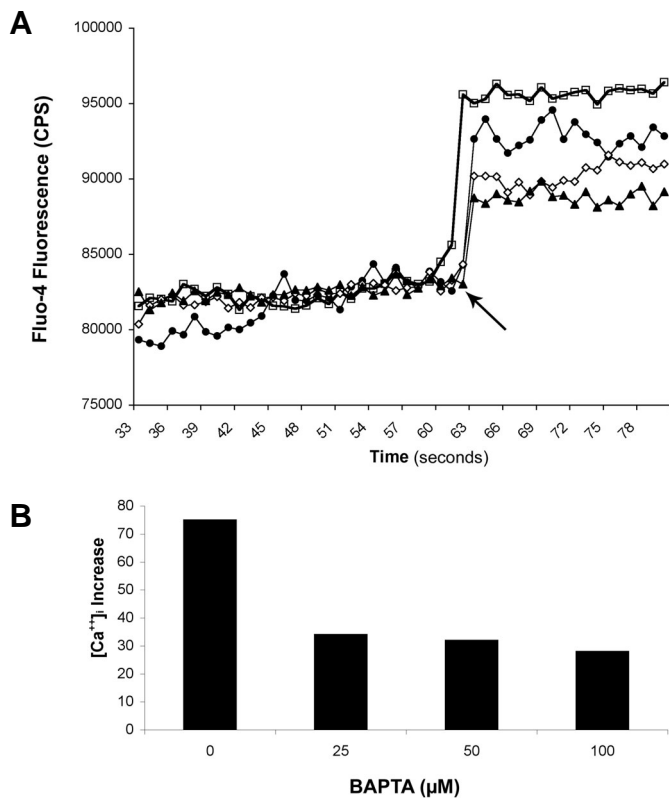 A
Fluo-4 Fluorescence (CPS)
100000
95000
90000
85000
80000
75000
33 36 39 42 45 48 51 54 57 60 63 66 69 72 75 78
Time (seconds)
B
[Ca++]i Increase
80
70
60
50
40
30
20
10
0
0 25 50 100
BAPTA (µM)